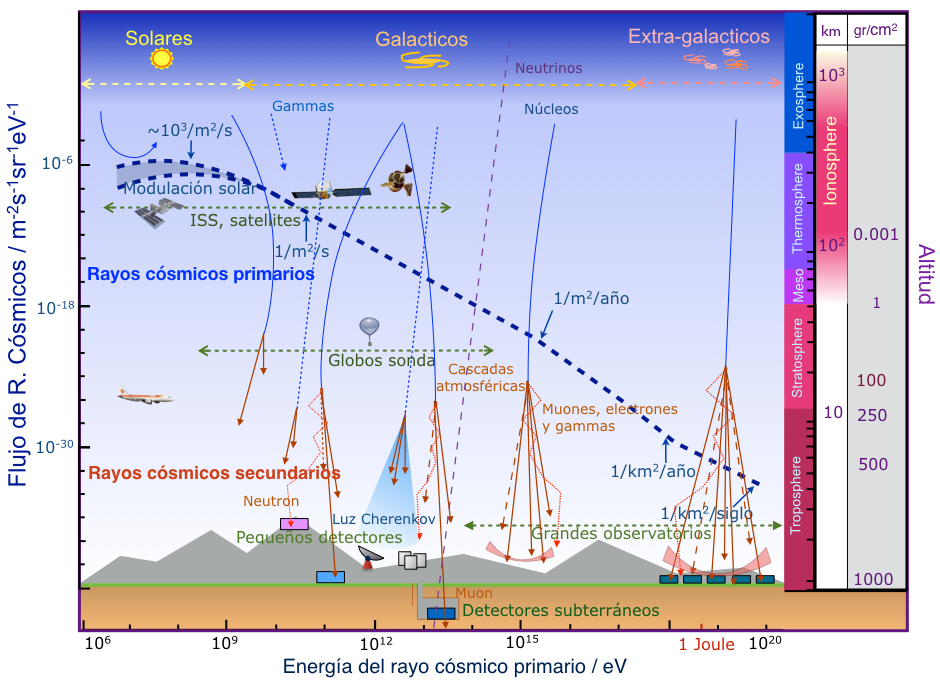 Solares
Galacticos
Extra-galacticos
km
gr/cm²
Neutrinos
Gammas
Núcleos
~10³/m²/s
Modulación solar
ISS, satellites
1/m²/s
Rayos cósmicos primarios
1/m²/año
Globos sonda
Cascadas
atmosféricas
Muones, electrones
y gammas
Rayos cósmicos secundarios
1/km²/año
1/km²/siglo
Neutron
Luz Cherenkov
Pequeños detectores
Grandes observatorios
Muon
Detectores subterráneos
Flujo de R. Cósmicos / m⁻²s⁻¹sr⁻¹eV⁻¹
10⁻⁶
10⁻¹⁸
10⁻³⁰
10⁶
10⁹
10¹²
10¹⁵
1 Joule
10²⁰
Energía del rayo cósmico primario / eV
Exosphere
Thermosphere
Meso
Stratosphere
Troposphere
Ionosphere
10³
10²
10
0.001
1
100
250
500
1000
Altitud